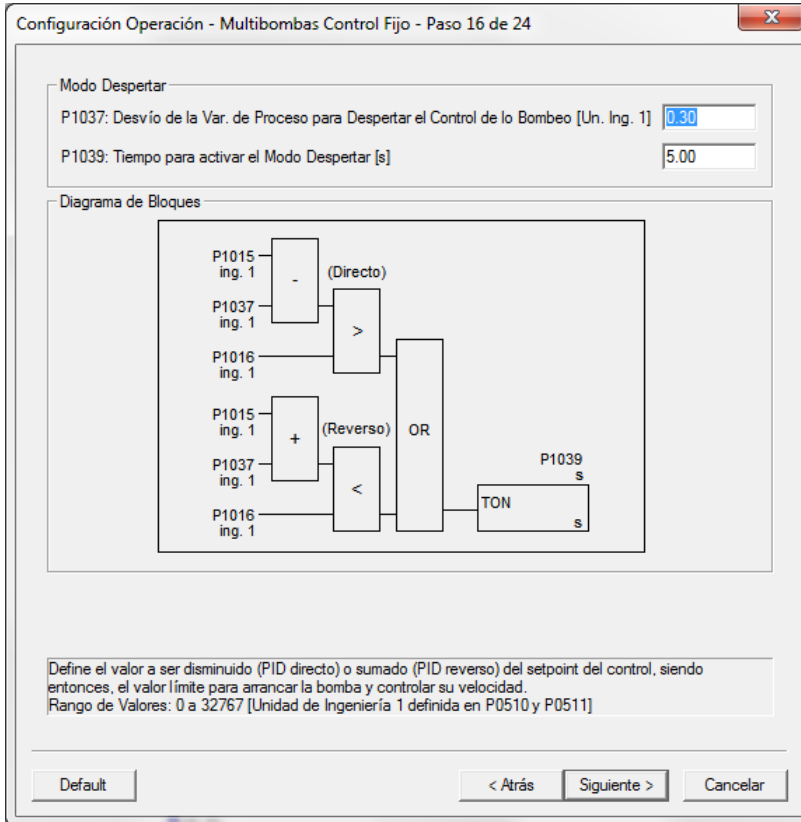 Configuración Operación - Multibombas Control Fijo - Paso 16 de 24
Modo Despertar
P1037: Desvío de la Var. de Proceso para Despertar el Control de lo Bombeo [Un. Ing. 1] 0.30
P1039: Tiempo para activar el Modo Despertar [s] 5.00
Diagrama de Bloques
P1015
ing. 1
-
(Directo)
P1037
ing. 1
>
P1016
ing. 1
P1015
ing. 1
+
(Reverso)
OR
P1037
ing. 1
<
P1016
ing. 1
P1039
s
TON
s
Define el valor a ser disminuido (PID directo) o sumado (PID reverso) del setpoint del control, siendo
entonces, el valor límite para arrancar la bomba y controlar su velocidad.
Rango de Valores: 0 a 32767 [Unidad de Ingeniería 1 definida en P0510 y P0511]
Default < Atrás Siguiente > Cancelar